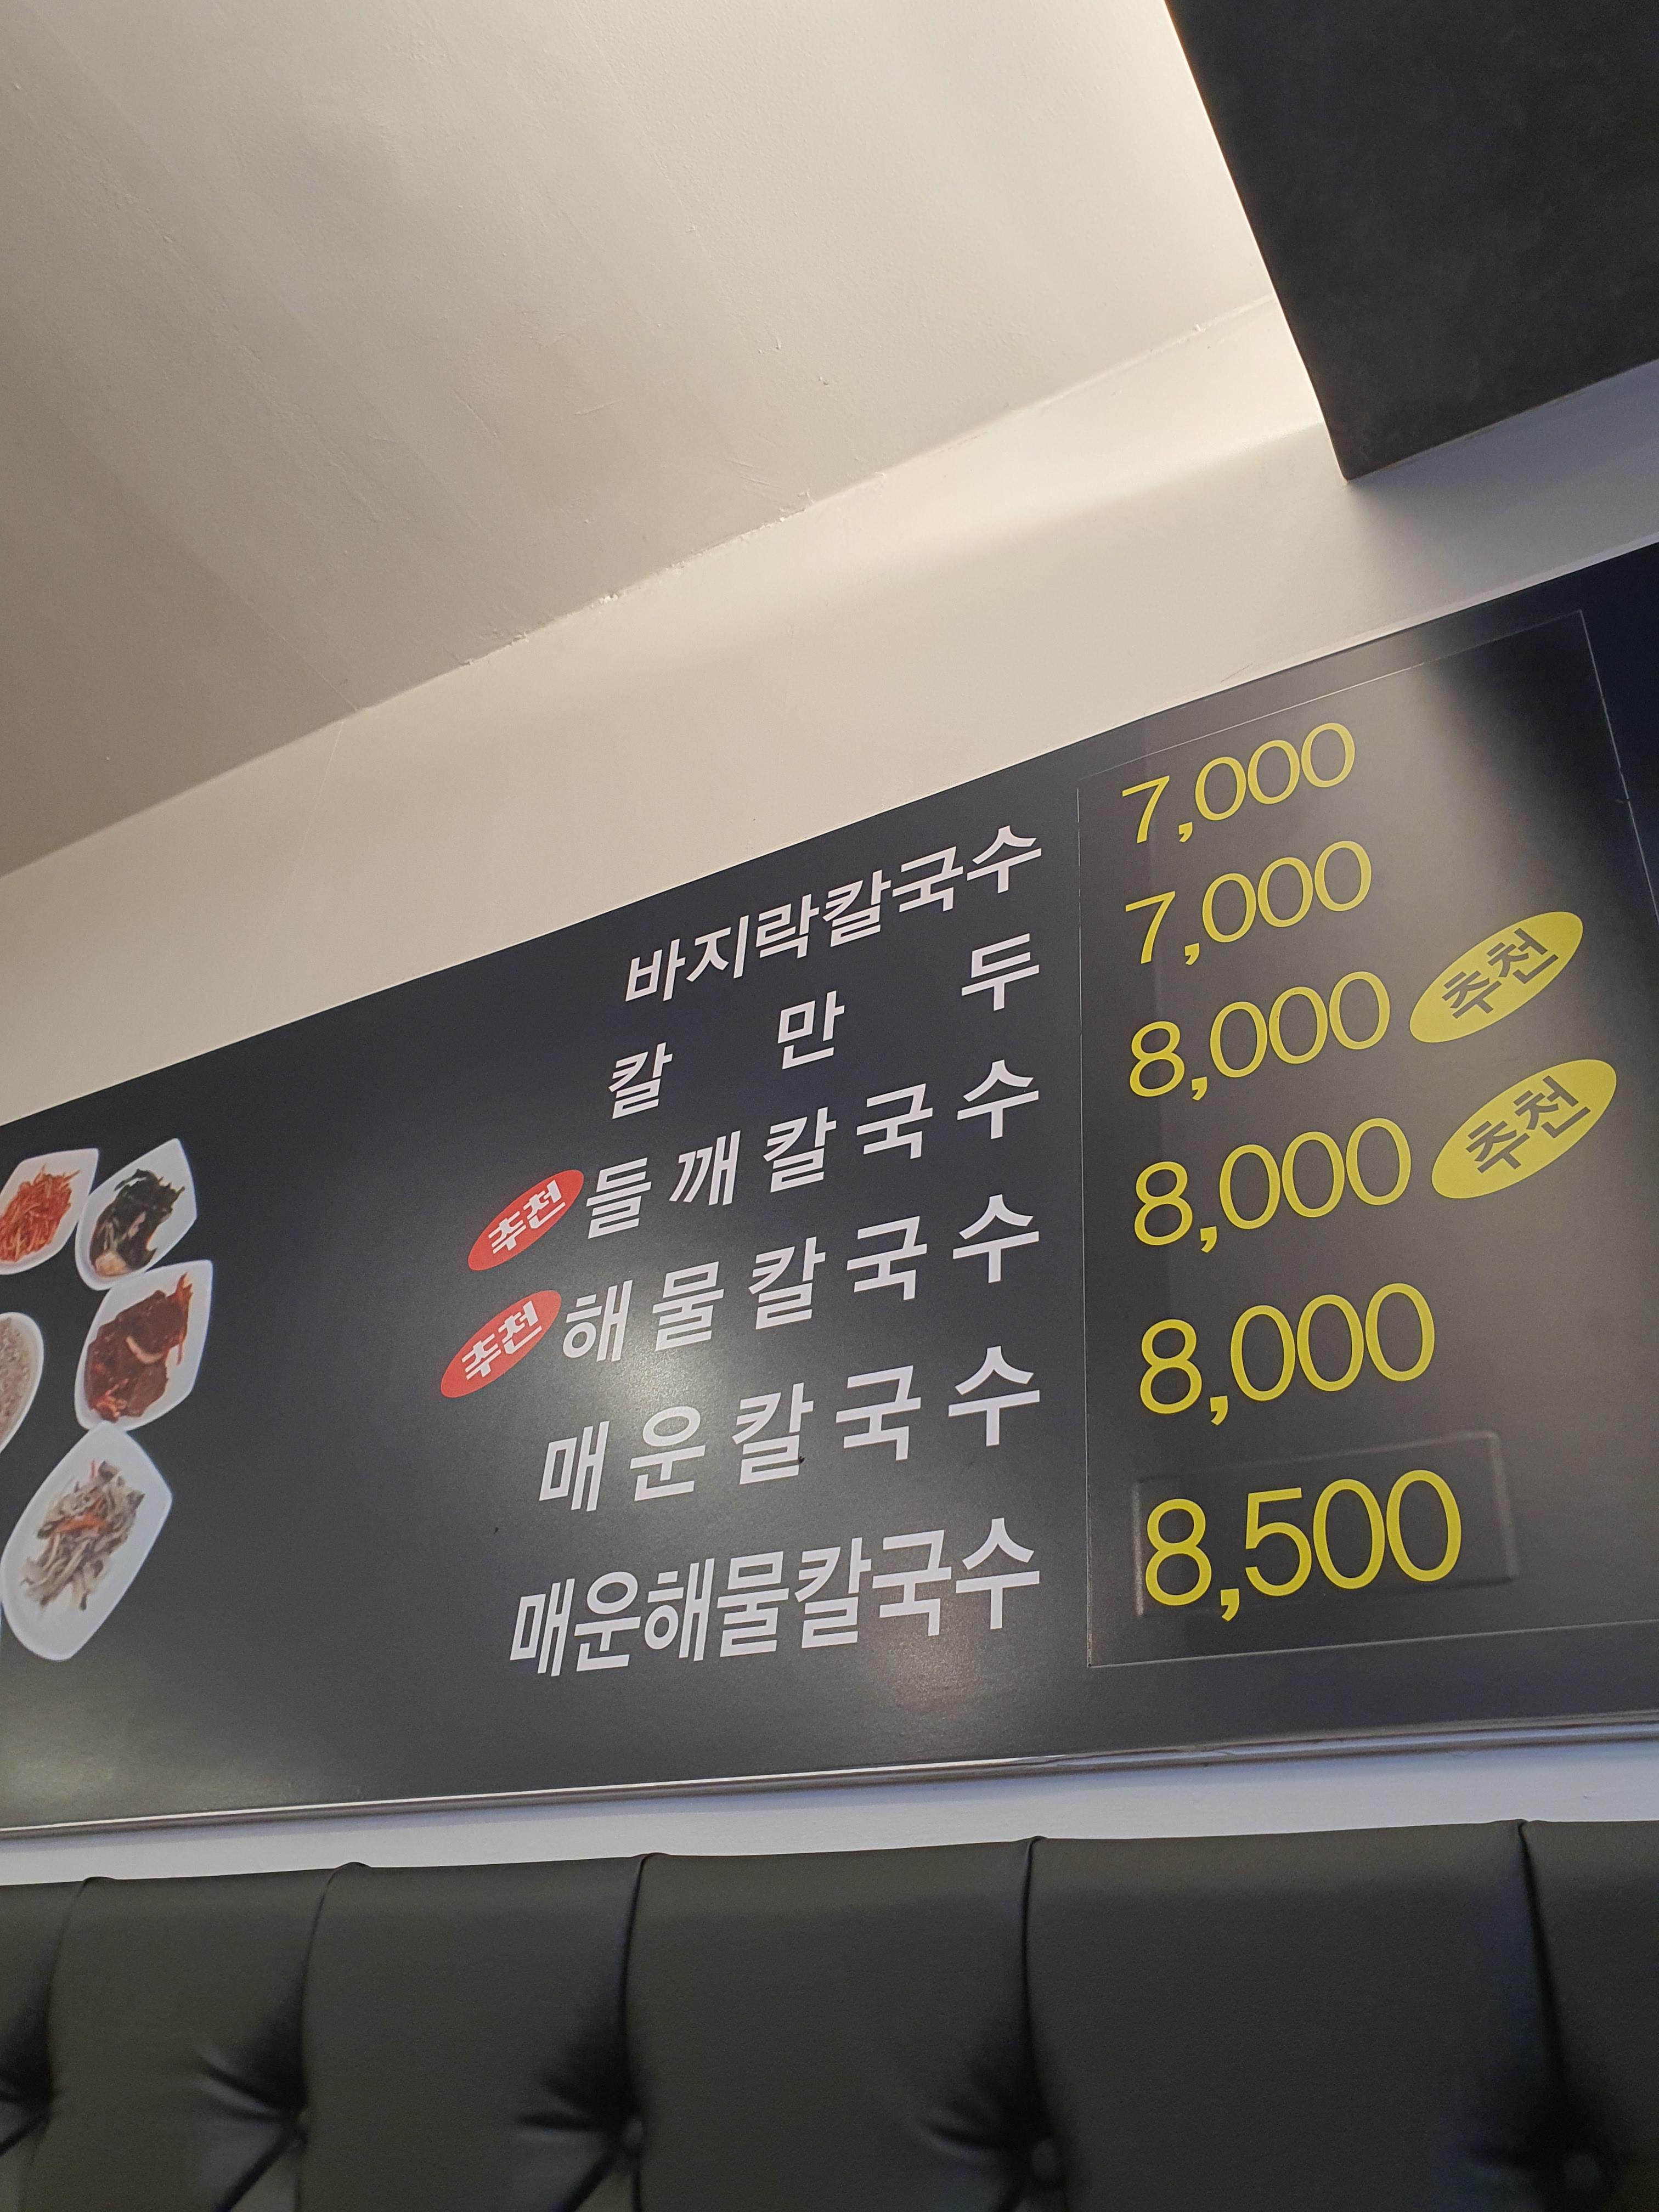 바지락칼국수 7,000
칼 만 두 7,000
추천 들깨칼국수 8,000 추천
추천 해물칼국수 8,000 추천
매운칼국수 8,000
매운해물칼국수 8,500